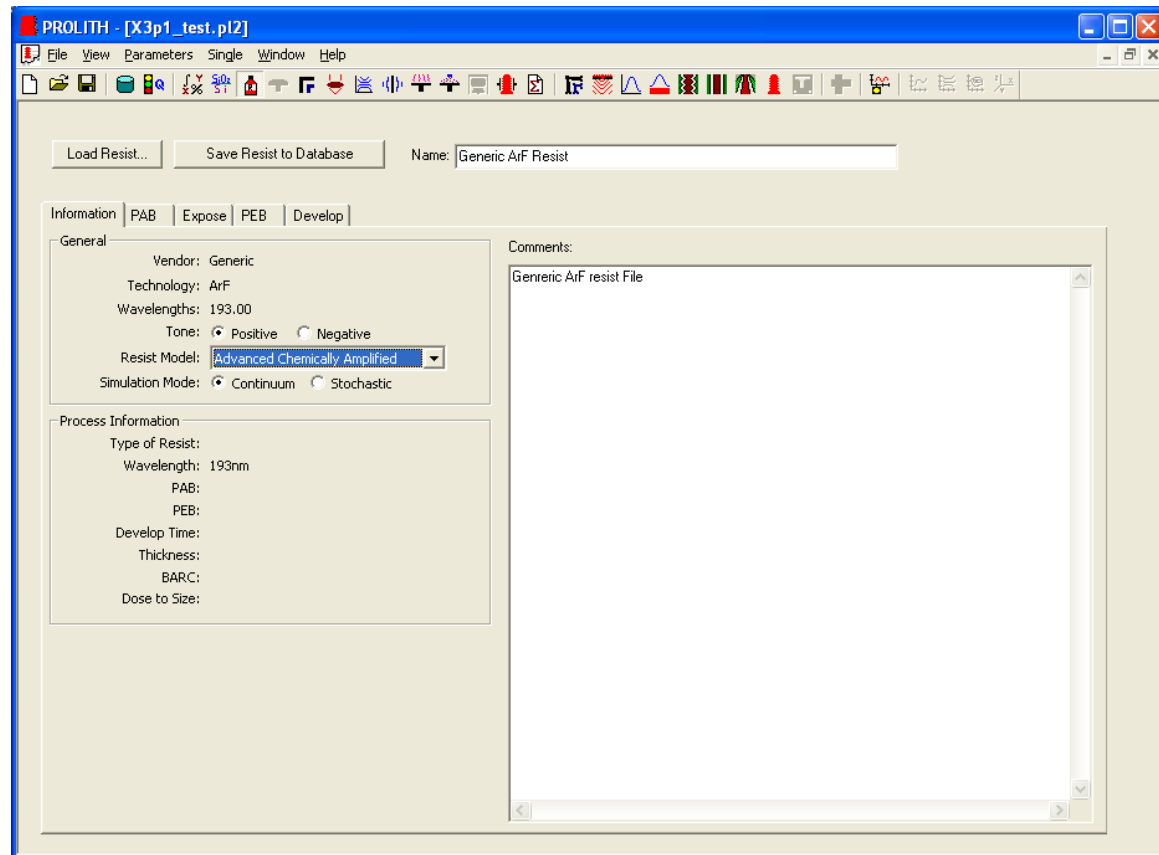 PROLITH - [X3p1_test.pl2]
File View Parameters Single Window Help
Load Resist... Save Resist to Database Name: Generic ArF Resist
Information PAB Expose PEB Develop
General
Vendor: Generic
Technology: ArF
Wavelengths: 193.00
Tone: Positive Negative
Resist Model: Advanced Chemically Amplified
Simulation Mode: Continuum Stochastic
Process Information
Type of Resist:
Wavelength: 193nm
PAB:
PEB:
Develop Time:
Thickness:
BARC:
Dose to Size:
Comments:
Genreric ArF resist File